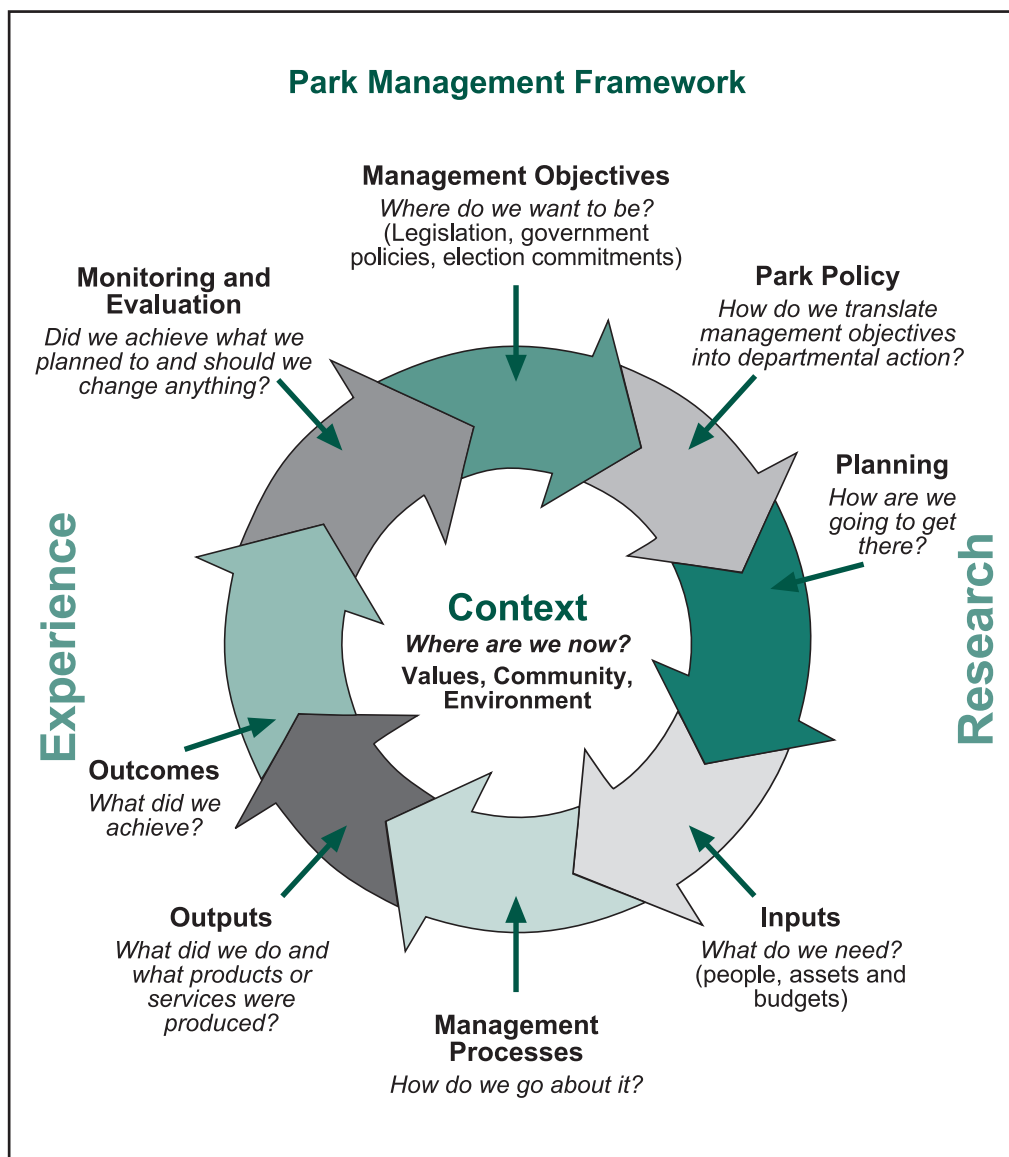 Park Management Framework
Management Objectives
Where do we want to be?
(Legislation, government
policies, election commitments)
Park Policy
How do we translate
management objectives
into departmental action?
Planning
How are we
going to get
there?
Research
Inputs
What do we need?
(people, assets and
budgets)
Management
Processes
How do we go about it?
Outputs
What did we do and
what products or
services were
produced?
Outcomes
What did we
achieve?
Experience
Monitoring and
Evaluation
Did we achieve what we
planned to and should we
change anything?
Context
Where are we now?
Values, Community,
Environment